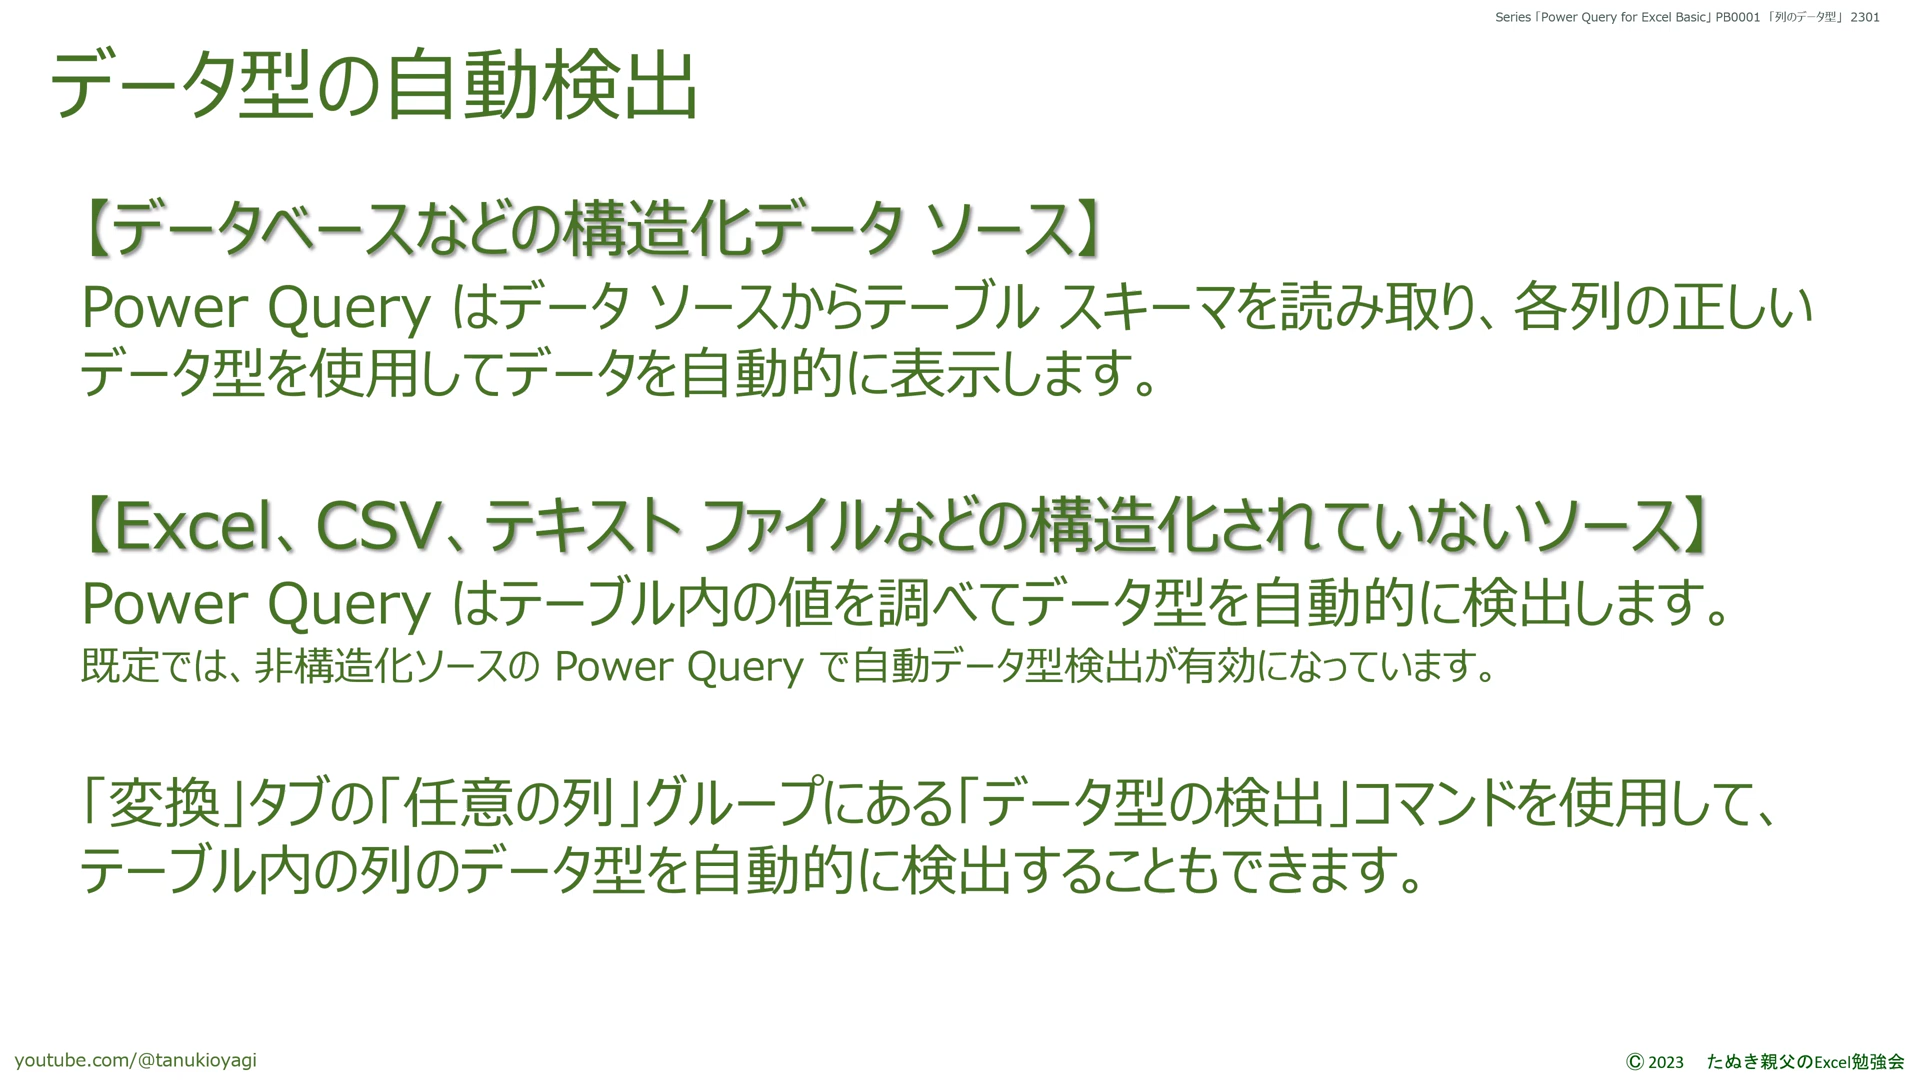 Series「Power Query for Excel Basic」PB0001 「列のデータ型」 2301
データ型の自動検出
【データベースなどの構造化データ ソース】
Power Query はデータ ソースからテーブル スキーマを読み取り、各列の正しい
データ型を使用してデータを自動的に表示します。
【Excel、CSV、テキスト ファイルなどの構造化されていないソース】
Power Query はテーブル内の値を調べてデータ型を自動的に検出します。
既定では、非構造化ソースの Power Query で自動データ型検出が有効になっています。
「変換」タブの「任意の列」グループにある「データ型の検出」コマンドを使用して、
テーブル内の列のデータ型を自動的に検出することもできます。
youtube.com/@tanukioyagi
Ⓒ 2023 たぬき親父のExcel勉強会